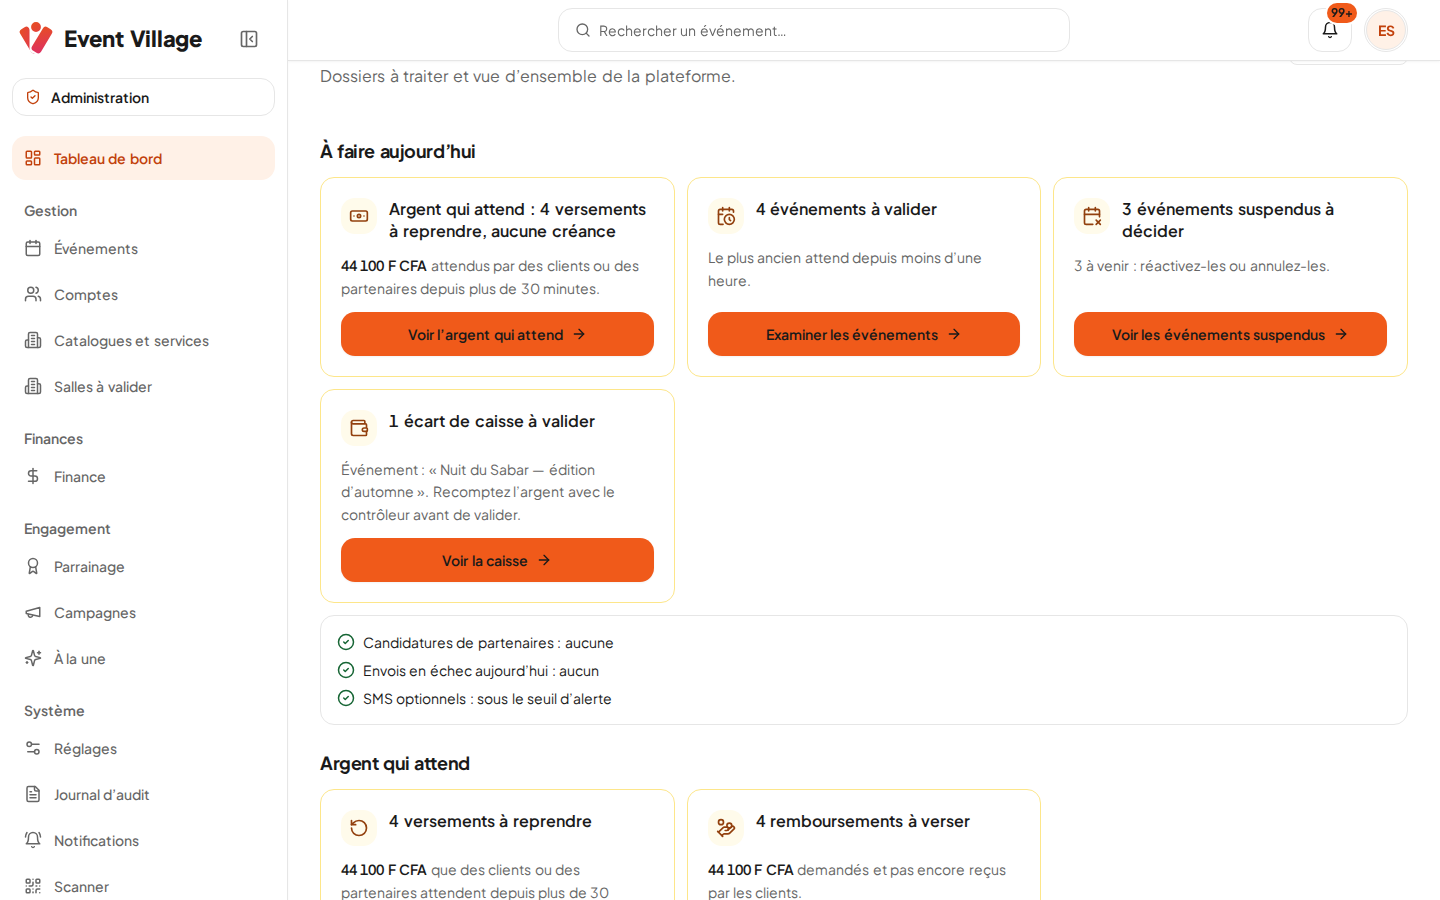 Event Village
Rechercher un événement…
99+
ES
Administration
Tableau de bord
Gestion
Événements
Comptes
Catalogues et services
Salles à valider
Finances
Finance
Engagement
Parrainage
Campagnes
À la une
Système
Réglages
Journal d’audit
Notifications
Scanner
Dossiers à traiter et vue d’ensemble de la plateforme.
À faire aujourd’hui
Argent qui attend : 4 versements
à reprendre, aucune créance
44 100 F CFA attendus par des clients ou des
partenaires depuis plus de 30 minutes.
Voir l’argent qui attend
4 événements à valider
Le plus ancien attend depuis moins d’une
heure.
Examiner les événements
3 événements suspendus à
décider
3 à venir : réactivez-les ou annulez-les.
Voir les événements suspendus
1 écart de caisse à valider
Événement : « Nuit du Sabar — édition
d’automne ». Recomptez l’argent avec le
contrôleur avant de valider.
Voir la caisse
Candidatures de partenaires : aucune
Envois en échec aujourd’hui : aucun
SMS optionnels : sous le seuil d’alerte
Argent qui attend
4 versements à reprendre
44 100 F CFA que des clients ou des
partenaires attendent depuis plus de 30
4 remboursements à verser
44 100 F CFA demandés et pas encore reçus
par les clients.